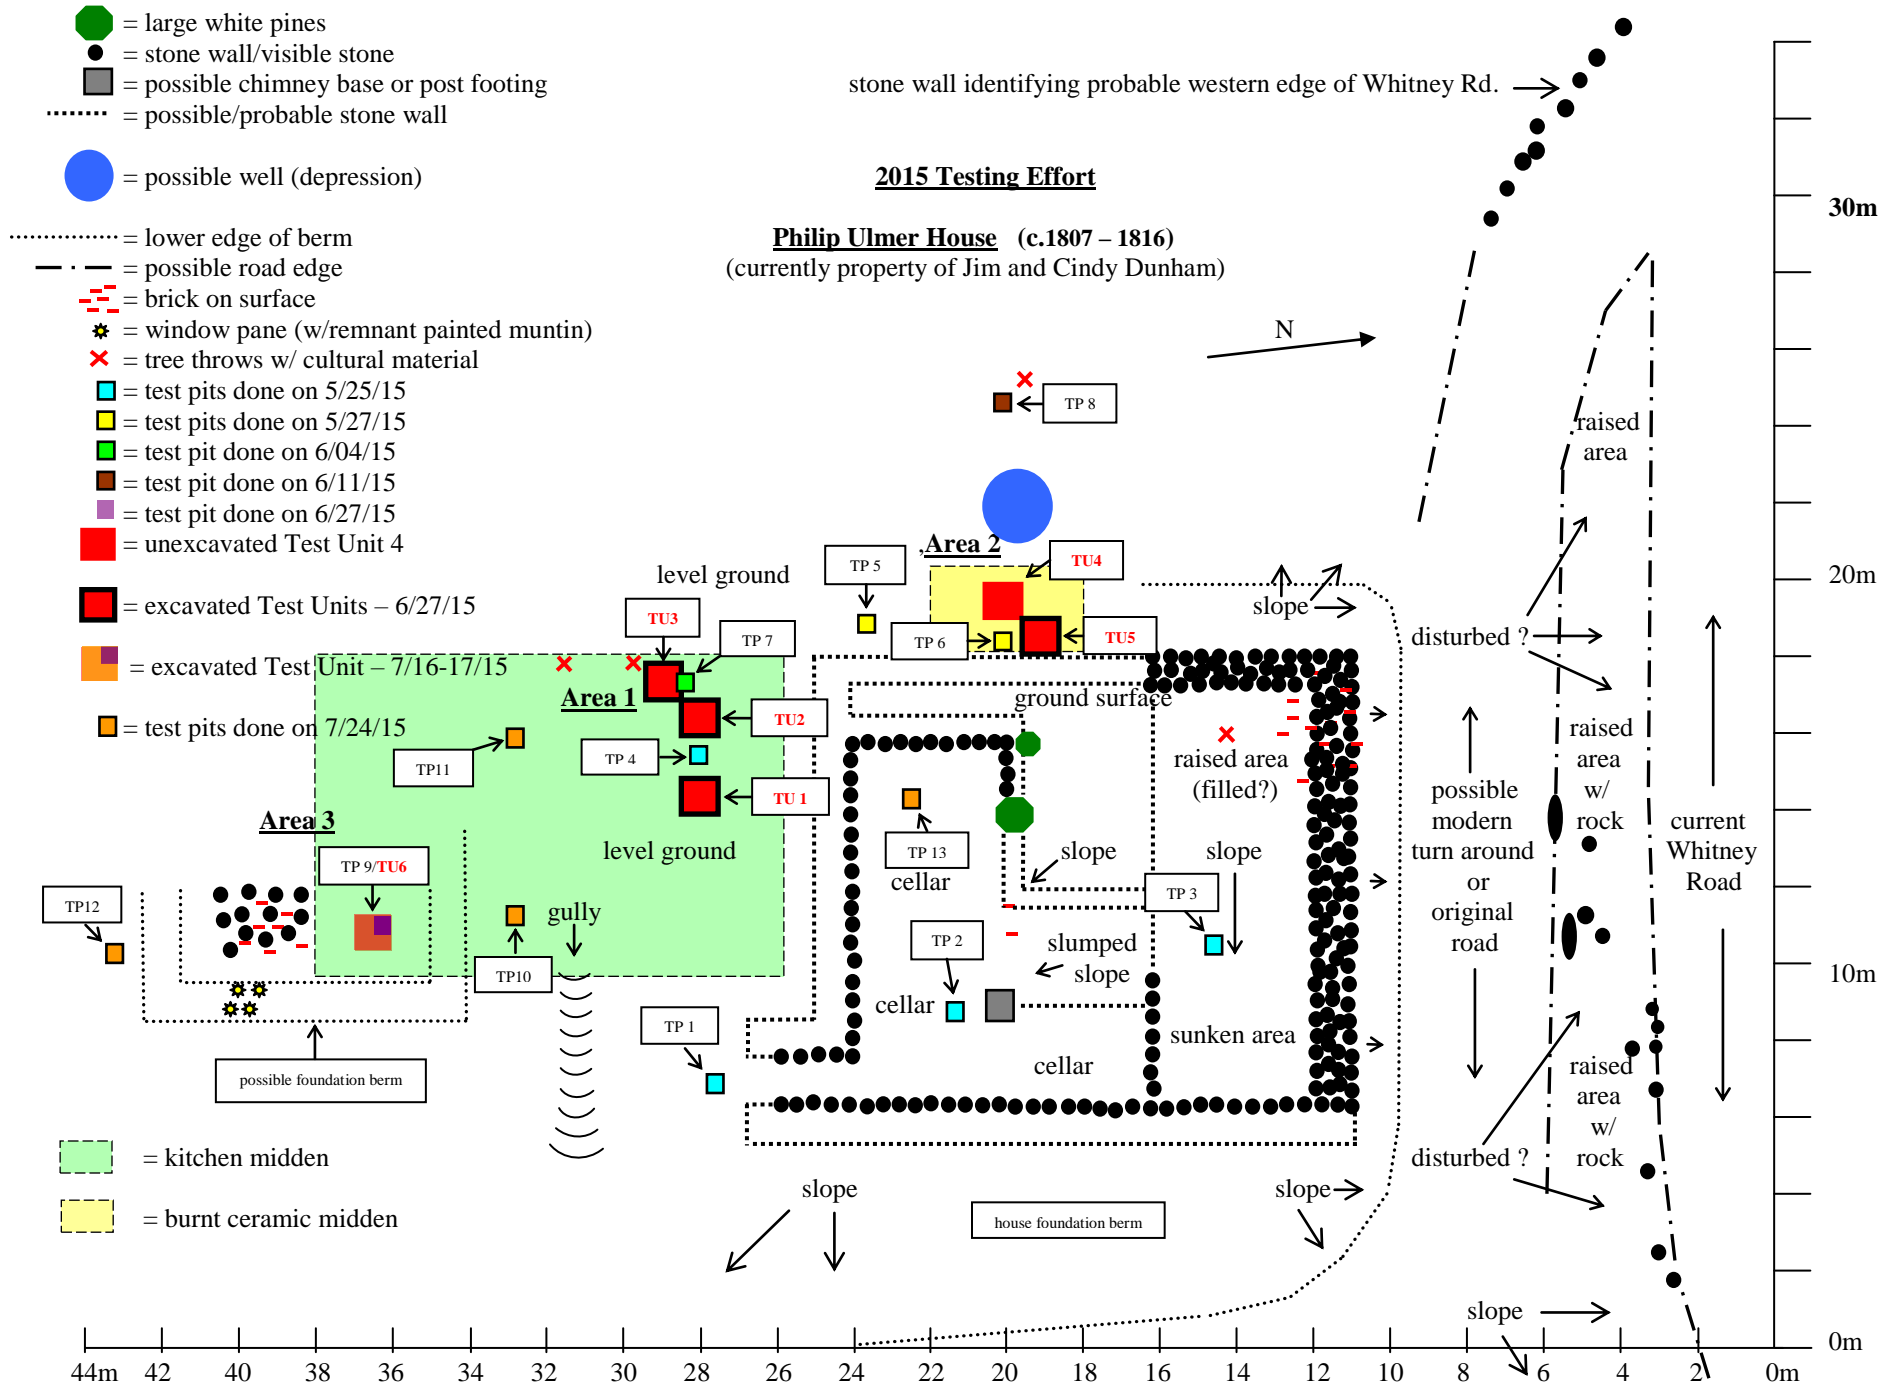 = large white pines
= stone wall/visible stone
= possible chimney base or post footing
= possible/probable stone wall
= possible well (depression)
= lower edge of berm
= possible road edge
= brick on surface
= window pane (w/remnant painted muntin)
= tree throws w/ cultural material
= test pits done on 5/25/15
= test pits done on 5/27/15
= test pit done on 6/04/15
= test pit done on 6/11/15
= test pit done on 6/27/15
= unexcavated Test Unit 4
= excavated Test Units – 6/27/15
= excavated Test Unit – 7/16-17/15
= test pits done on 7/24/15
= kitchen midden
= burnt ceramic midden
stone wall identifying probable western edge of Whitney Rd.
2015 Testing Effort
Philip Ulmer House (c.1807 – 1816)
(currently property of Jim and Cindy Dunham)
N
TP 8
,Area 2
TU4
TP 5
level ground
TU3
TP 7
TP 6
TU5
slope
Area 1
TU2
ground surface
TP11
TP 4
TU 1
raised area
(filled?)
Area 3
level ground
TP 9/TU6
TP12
gully
TP10
TP 13
cellar
slope
slope
TP 3
TP 2
slumped
slope
cellar
TP 1
sunken area
cellar
possible foundation berm
slope
house foundation berm
slope
raised
area
disturbed ?
possible
modern
turn around
or
original
road
raised
area
w/
rock
current
Whitney
Road
raised
area
w/
rock
disturbed ?
slope
30m
20m
10m
0m
44m 42 40 38 36 34 32 30 28 26 24 22 20 18 16 14 12 10 8 6 4 2 0m